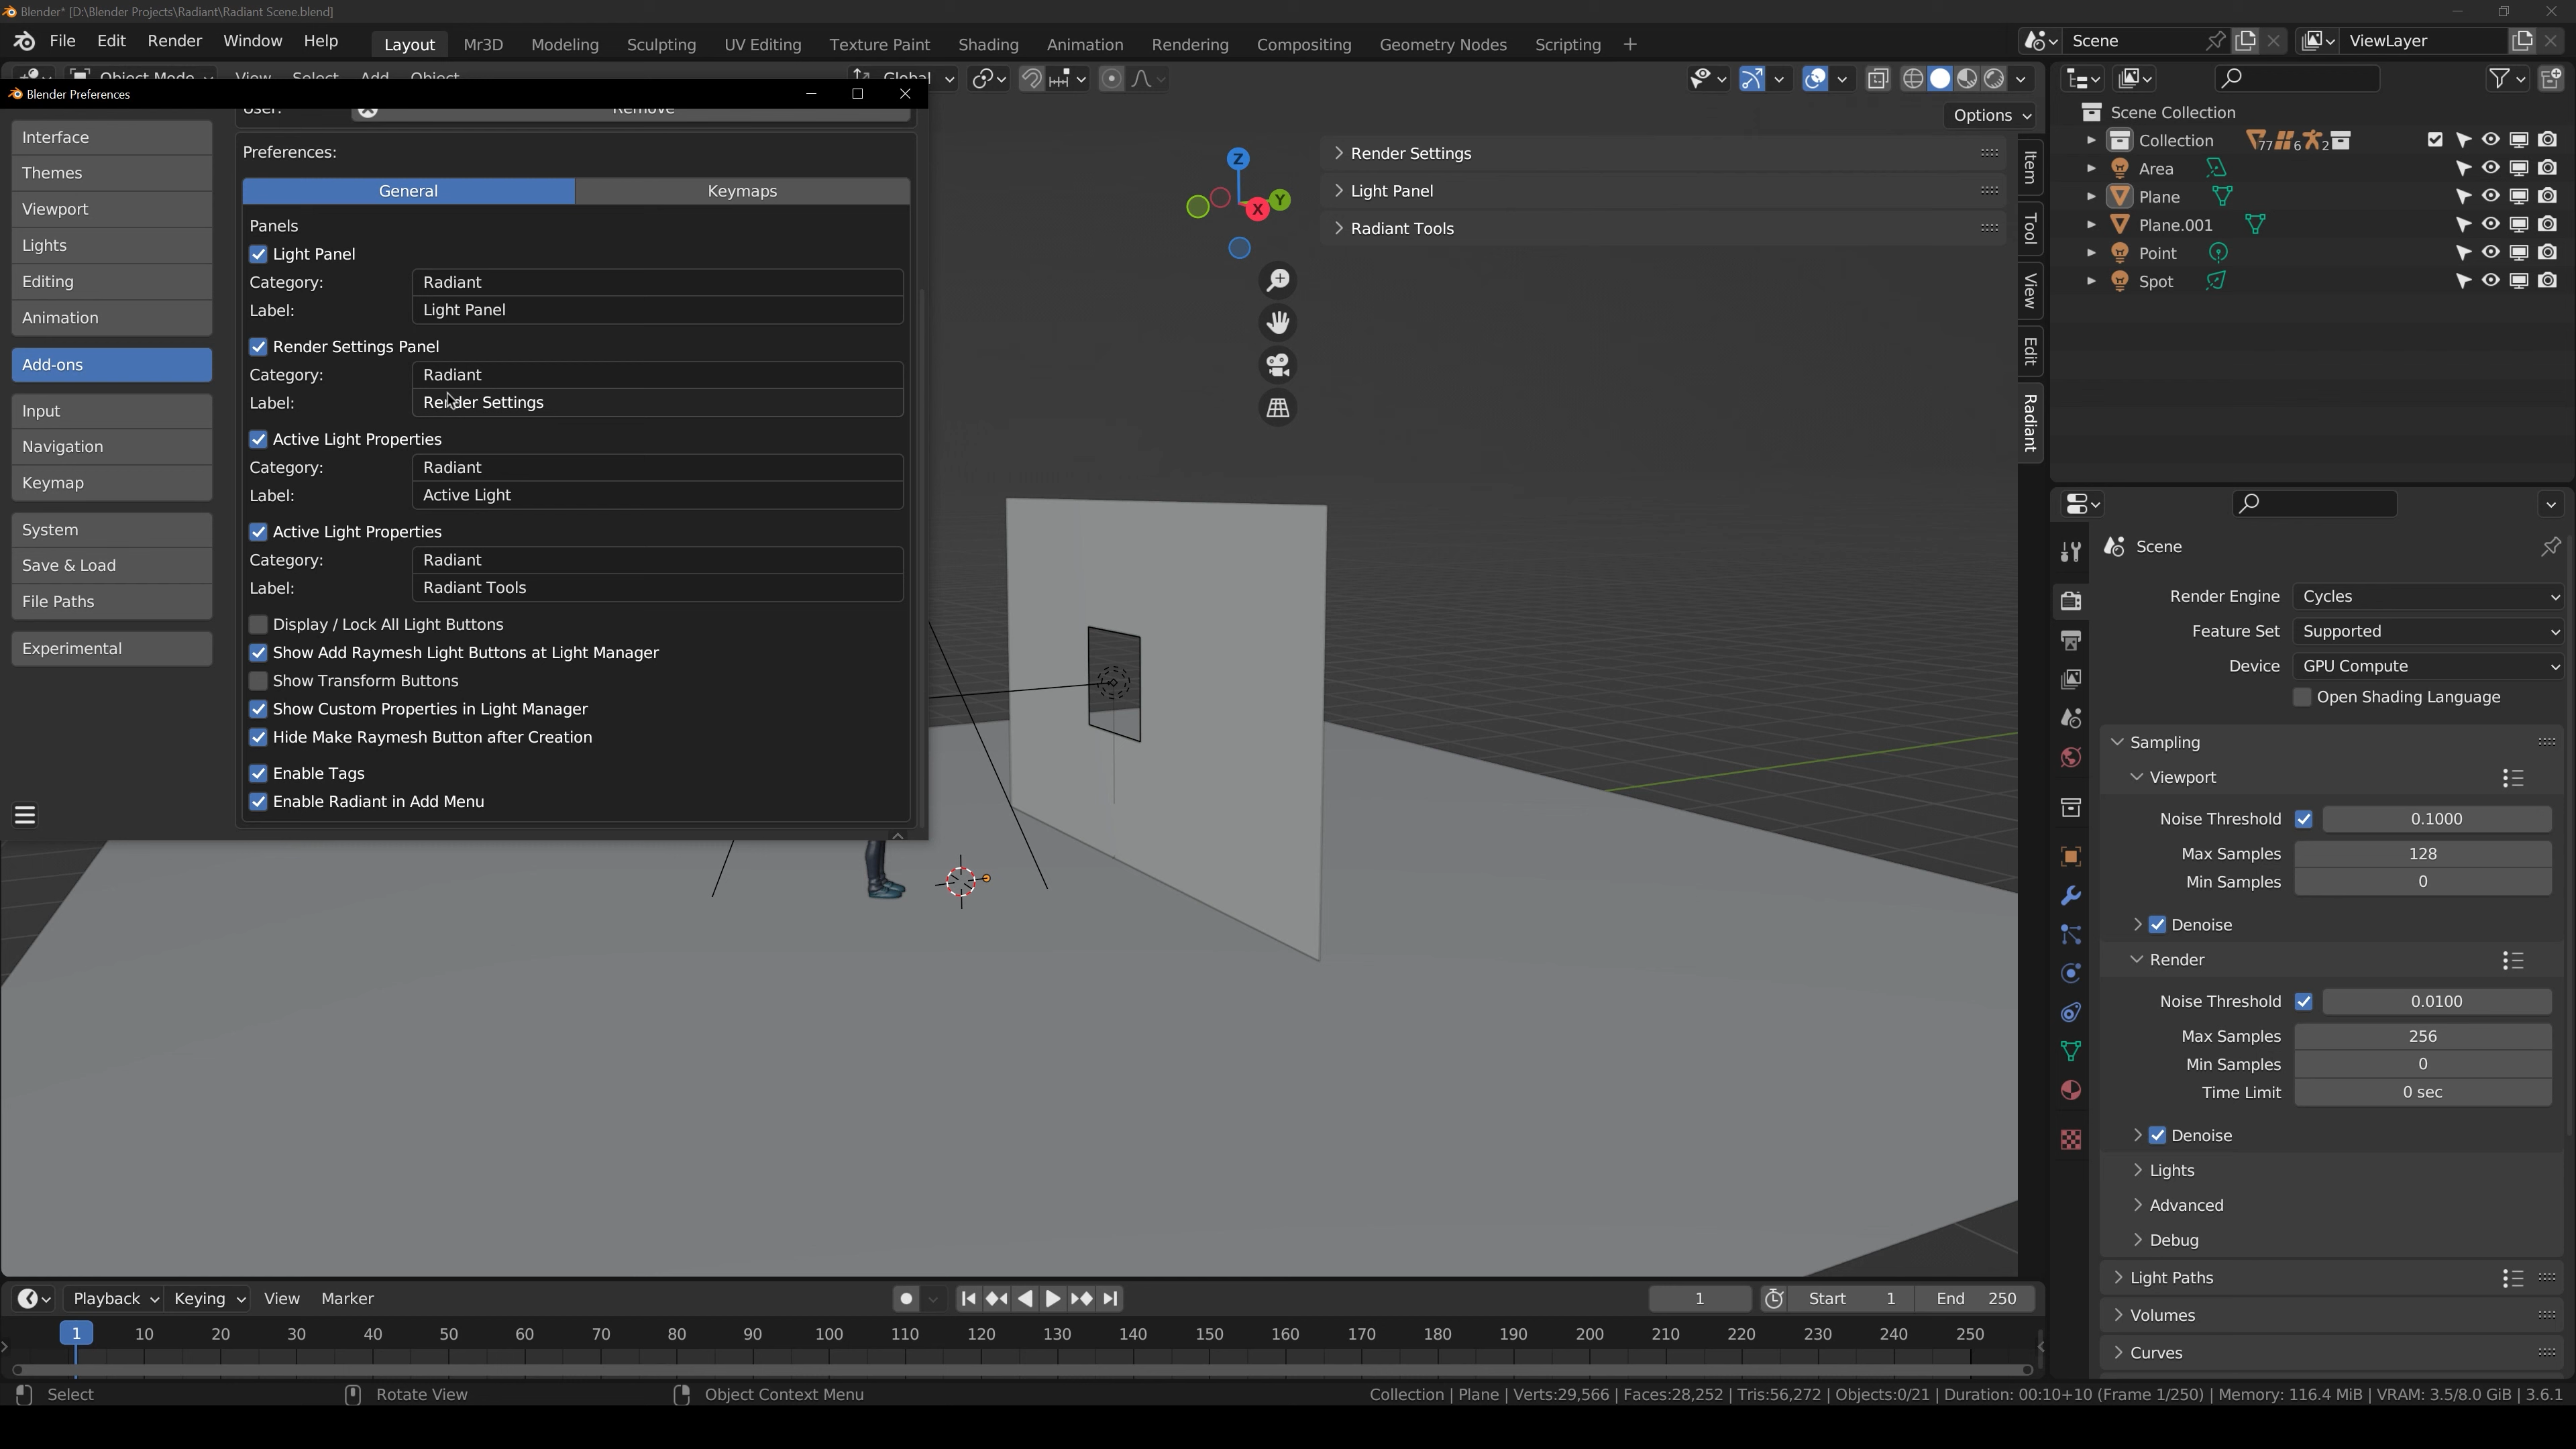 Blender* [D:\Blender Projects\Radiant\Radiant Scene.blend]
File Edit Render Window Help Layout Mr3D Modeling Sculpting UV Editing Texture Paint Shading Animation Rendering Compositing Geometry Nodes Scripting + Scene ViewLayer
Object Mode View Select Add Object Global
Options
Blender Preferences
User: Remove
Interface
Themes
Viewport
Lights
Editing
Animation
Add-ons
Input
Navigation
Keymap
System
Save & Load
File Paths
Experimental
Preferences:
General Keymaps
Panels
Light Panel
Category: Radiant
Label: Light Panel
Render Settings Panel
Category: Radiant
Label: Render Settings
Active Light Properties
Category: Radiant
Label: Active Light
Active Light Properties
Category: Radiant
Label: Radiant Tools
Display / Lock All Light Buttons
Show Add Raymesh Light Buttons at Light Manager
Show Transform Buttons
Show Custom Properties in Light Manager
Hide Make Raymesh Button after Creation
Enable Tags
Enable Radiant in Add Menu
Z
X
Y
Render Settings
Light Panel
Radiant Tools
Item
Tool
View
Edit
Radiant
Scene Collection
Collection 77 6 2
Area
Plane
Plane.001
Point
Spot
Scene
Render Engine Cycles
Feature Set Supported
Device GPU Compute
Open Shading Language
Sampling
Viewport
Noise Threshold 0.1000
Max Samples 128
Min Samples 0
Denoise
Render
Noise Threshold 0.0100
Max Samples 256
Min Samples 0
Time Limit 0 sec
Denoise
Lights
Advanced
Debug
Light Paths
Volumes
Curves
Playback Keying View Marker 1 Start 1 End 250
1 10 20 30 40 50 60 70 80 90 100 110 120 130 140 150 160 170 180 190 200 210 220 230 240 250
Select Rotate View Object Context Menu Collection | Plane | Verts:29,566 | Faces:28,252 | Tris:56,272 | Objects:0/21 | Duration: 00:10+10 (Frame 1/250) | Memory: 116.4 MiB | VRAM: 3.5/8.0 GiB | 3.6.1